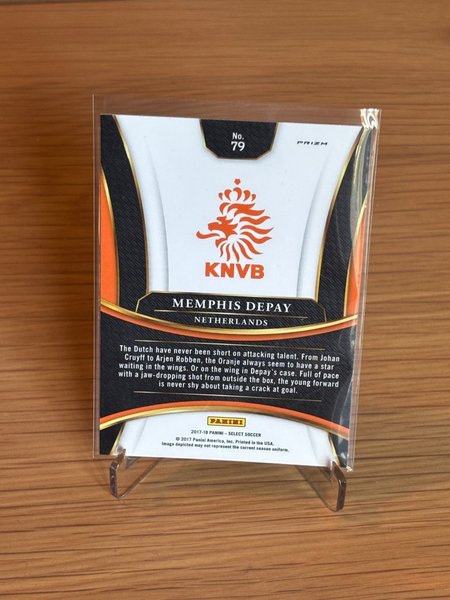 No.
79
PRIZM
KNVB
MEMPHIS DEPAY
NETHERLANDS
The Dutch have never been short on attacking talent. From Johan
Cruyff to Arjen Robben, the Oranje always seem to have a star
waiting in the wings. Or on the wing in Depay's case. Full of pace
with a jaw-dropping shot from outside the box, the young forward
is never shy about taking a crack at goal.
PANINI
2017-18 PANINI – SELECT SOCCER
© 2017 Panini America, Inc. Printed in the USA.
Image depicted may not represent the current season uniform.